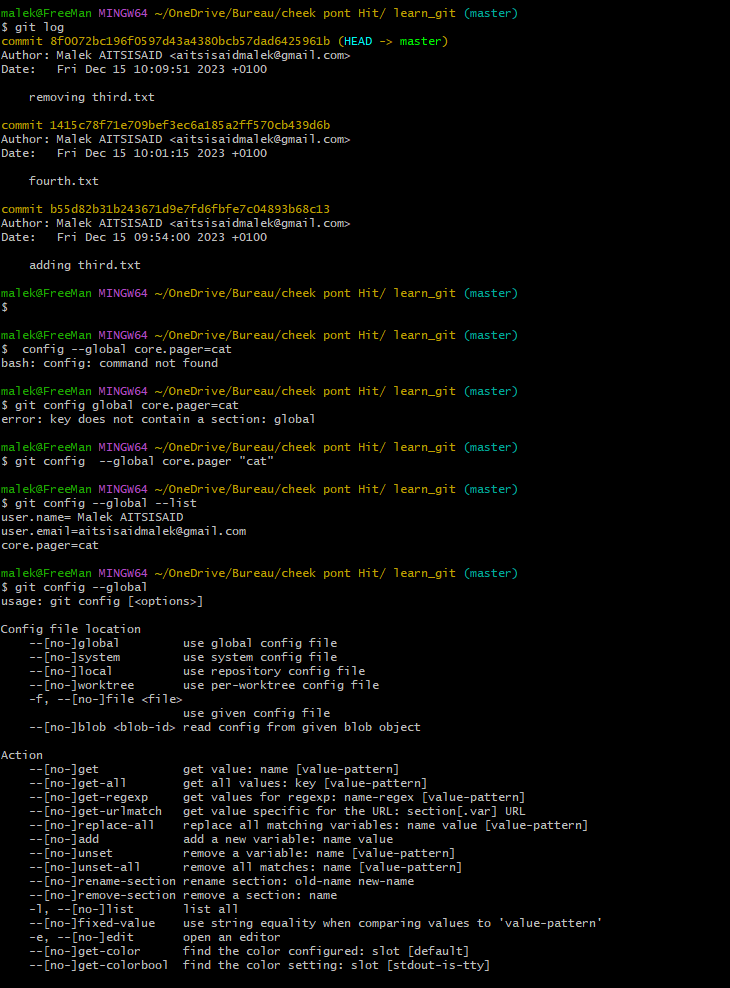 malek@FreeMan MINGW64 ~/OneDrive/Bureau/cheek pont Hit/ learn_git (master)
$ git log
commit 8f0072bc196f0597d43a4380bcb57dad6425961b (HEAD -> master)
Author: Malek AITSISAID <aitsisaidmalek@gmail.com>
Date:   Fri Dec 15 10:09:51 2023 +0100

    removing third.txt

commit 1415c78f71e709bef3ec6a185a2ff570cb439d6b
Author: Malek AITSISAID <aitsisaidmalek@gmail.com>
Date:   Fri Dec 15 10:01:15 2023 +0100

    fourth.txt

commit b55d82b31b243671d9e7fd6fbfe7c04893b68c13
Author: Malek AITSISAID <aitsisaidmalek@gmail.com>
Date:   Fri Dec 15 09:54:00 2023 +0100

    adding third.txt

malek@FreeMan MINGW64 ~/OneDrive/Bureau/cheek pont Hit/ learn_git (master)
$

malek@FreeMan MINGW64 ~/OneDrive/Bureau/cheek pont Hit/ learn_git (master)
$  config --global core.pager=cat
bash: config: command not found

malek@FreeMan MINGW64 ~/OneDrive/Bureau/cheek pont Hit/ learn_git (master)
$ git config global core.pager=cat
error: key does not contain a section: global

malek@FreeMan MINGW64 ~/OneDrive/Bureau/cheek pont Hit/ learn_git (master)
$ git config  --global core.pager "cat"

malek@FreeMan MINGW64 ~/OneDrive/Bureau/cheek pont Hit/ learn_git (master)
$ git config --global --list
user.name= Malek AITSISAID
user.email=aitsisaidmalek@gmail.com
core.pager=cat

malek@FreeMan MINGW64 ~/OneDrive/Bureau/cheek pont Hit/ learn_git (master)
$ git config --global
usage: git config [<options>]

Config file location
    --[no-]global         use global config file
    --[no-]system         use system config file
    --[no-]local          use repository config file
    --[no-]worktree       use per-worktree config file
    -f, --[no-]file <file>
                          use given config file
    --[no-]blob <blob-id> read config from given blob object

Action
    --[no-]get            get value: name [value-pattern]
    --[no-]get-all        get all values: key [value-pattern]
    --[no-]get-regexp     get values for regexp: name-regex [value-pattern]
    --[no-]get-urlmatch   get value specific for the URL: section[.var] URL
    --[no-]replace-all    replace all matching variables: name value [value-pattern]
    --[no-]add            add a new variable: name value
    --[no-]unset          remove a variable: name [value-pattern]
    --[no-]unset-all      remove all matches: name [value-pattern]
    --[no-]rename-section rename section: old-name new-name
    --[no-]remove-section remove a section: name
    -l, --[no-]list       list all
    --[no-]fixed-value    use string equality when comparing values to 'value-pattern'
    -e, --[no-]edit       open an editor
    --[no-]get-color      find the color configured: slot [default]
    --[no-]get-colorbool  find the color setting: slot [stdout-is-tty]